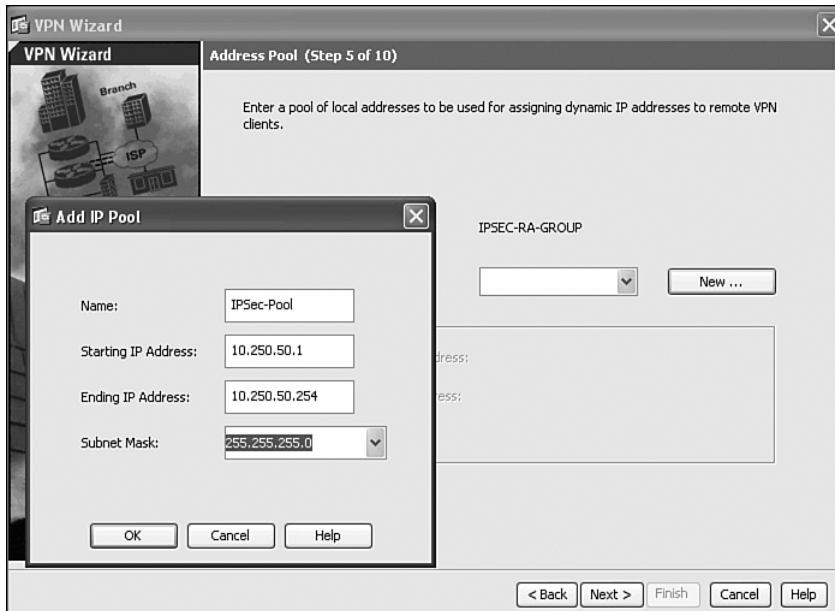 VPN Wizard
VPN Wizard
Address Pool (Step 5 of 10)
Branch
ISP
Enter a pool of local addresses to be used for assigning dynamic IP addresses to remote VPN
clients.
IPSEC-RA-GROUP
New ...
dress:
ess:
Add IP Pool
Name: IPSec-Pool
Starting IP Address: 10.250.50.1
Ending IP Address: 10.250.50.254
Subnet Mask: 255.255.255.0
OK Cancel Help
< Back Next > Finish Cancel Help